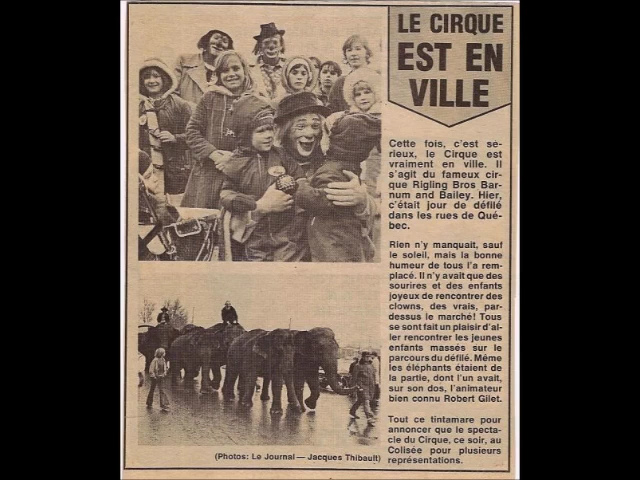 LE CIRQUE
EST EN
VILLE
Cette fois, c'est sé-
rieux, le Cirque est
vraiment en ville. Il
s'agit du fameux cir-
que Rigling Bros Bar-
num and Bailey. Hier,
c'était jour de défilé
dans les rues de Qué-
bec.
Rien n'y manquait, sauf
le soleil, mais la bonne
humeur de tous l'a rem-
placé. Il n'y avait que des
sourires et des enfants
joyeux de rencontrer des
clowns, des vrais, par-
dessus le marché! Tous
se sont fait un plaisir d'al-
ler rencontrer les jeunes
enfants massés sur le
parcours du défilé. Même
les éléphants étaient de
la partie, dont l'un avait,
sur son dos, l'animateur
bien connu Robert Gilet.
Tout ce tintamare pour
annoncer que le specta-
cle du Cirque, ce soir, au
Colisée pour plusieurs
représentations.
(Photos: Le Journal — Jacques Thibault)